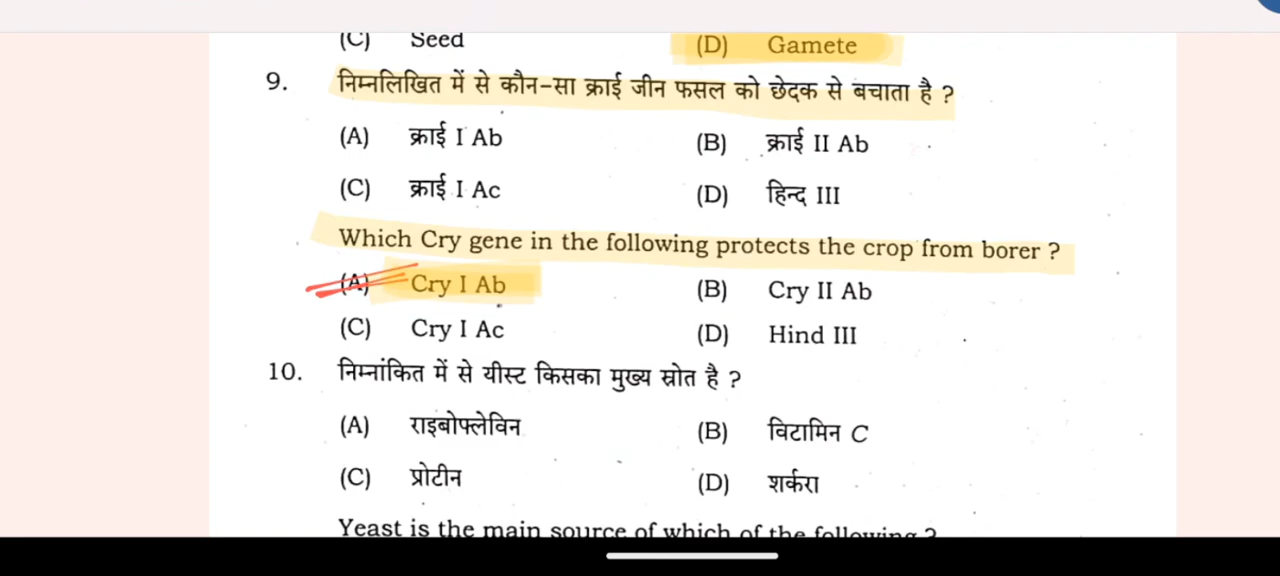 (C) Seed (D) Gamete
9. निम्नलिखित में से कौन-सा क्राई जीन फसल को छेदक से बचाता है ?
(A) क्राई I Ab (B) क्राई II Ab
(C) क्राई I Ac (D) हिन्द III
Which Cry gene in the following protects the crop from borer ?
(A) Cry I Ab (B) Cry II Ab
(C) Cry I Ac (D) Hind III
10. निम्नांकित में से यीस्ट किसका मुख्य स्रोत है ?
(A) राइबोफ्लेविन (B) विटामिन C
(C) प्रोटीन (D) शर्करा
Yeast is the main source of which of the following ?